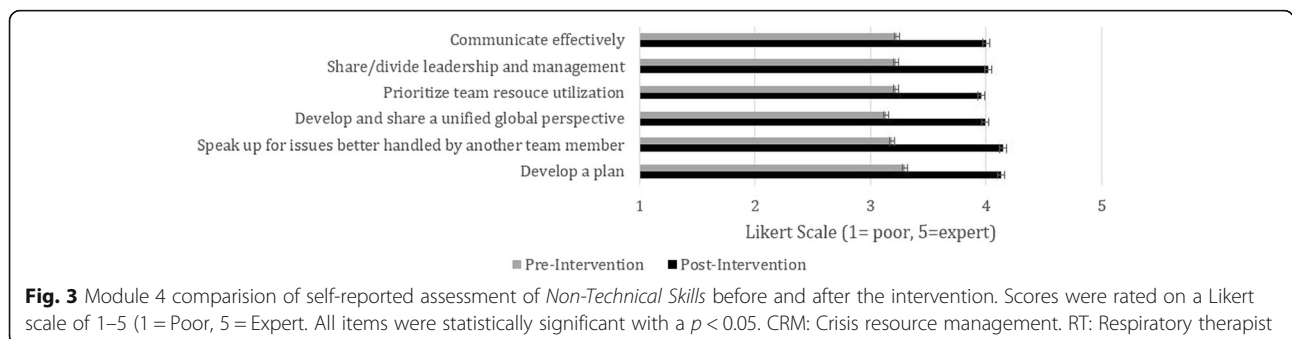 Communicate effectively
Share/divide leadership and management
Prioritize team resouce utilization
Develop and share a unified global perspective
Speak up for issues better handled by another team member
Develop a plan
1 2 3 4 5
Likert Scale (1= poor, 5=expert)
Pre-Intervention Post-Intervention
Fig. 3 Module 4 comparision of self-reported assessment of Non-Technical Skills before and after the intervention. Scores were rated on a Likert
scale of 1–5 (1 = Poor, 5 = Expert. All items were statistically significant with a p < 0.05. CRM: Crisis resource management. RT: Respiratory therapist